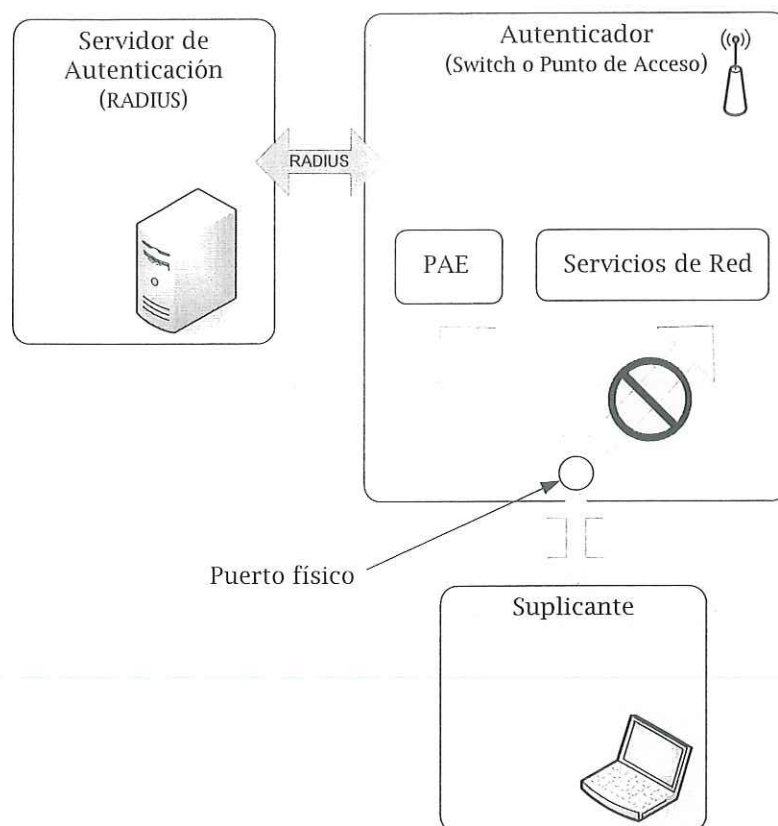 Servidor de
Autenticación
(RADIUS)
Autenticador
(Switch o Punto de Acceso)
RADIUS
PAE
Servicios de Red
Puerto físico
Suplicante